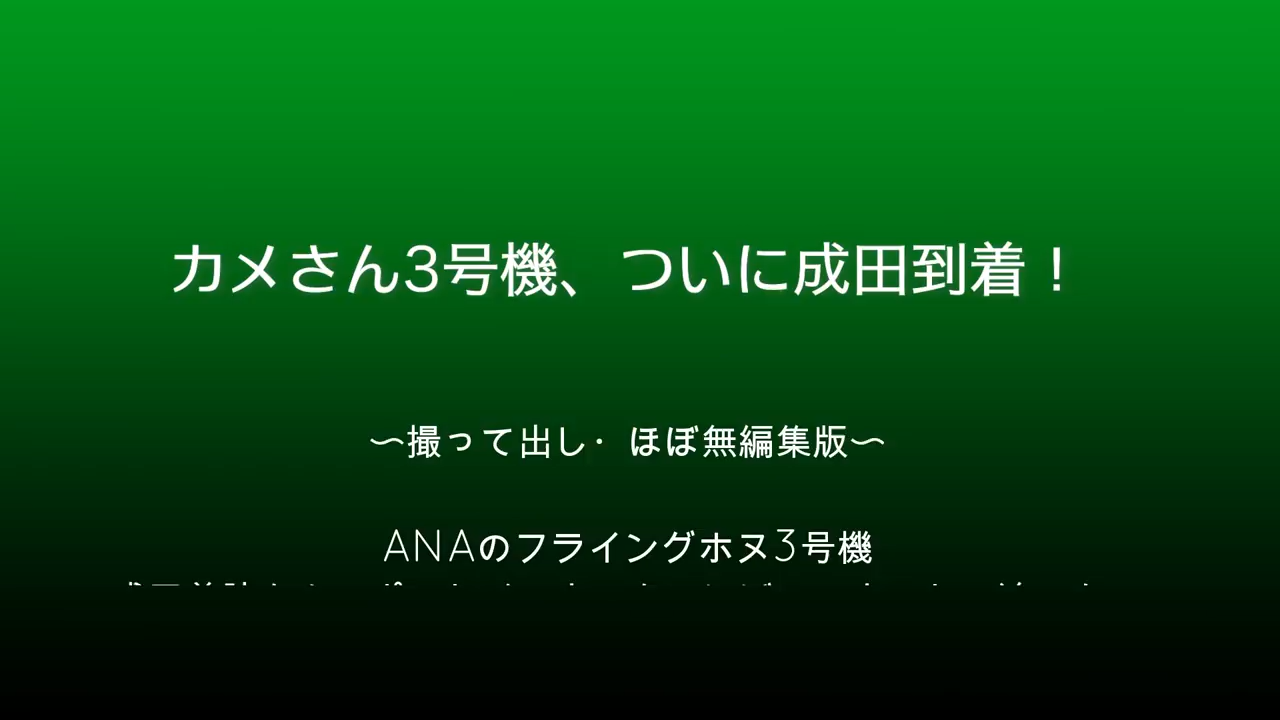 カメさん3号機、ついに成田到着！
〜撮って出し・ほぼ無編集版〜
ANAのフライングホヌ3号機